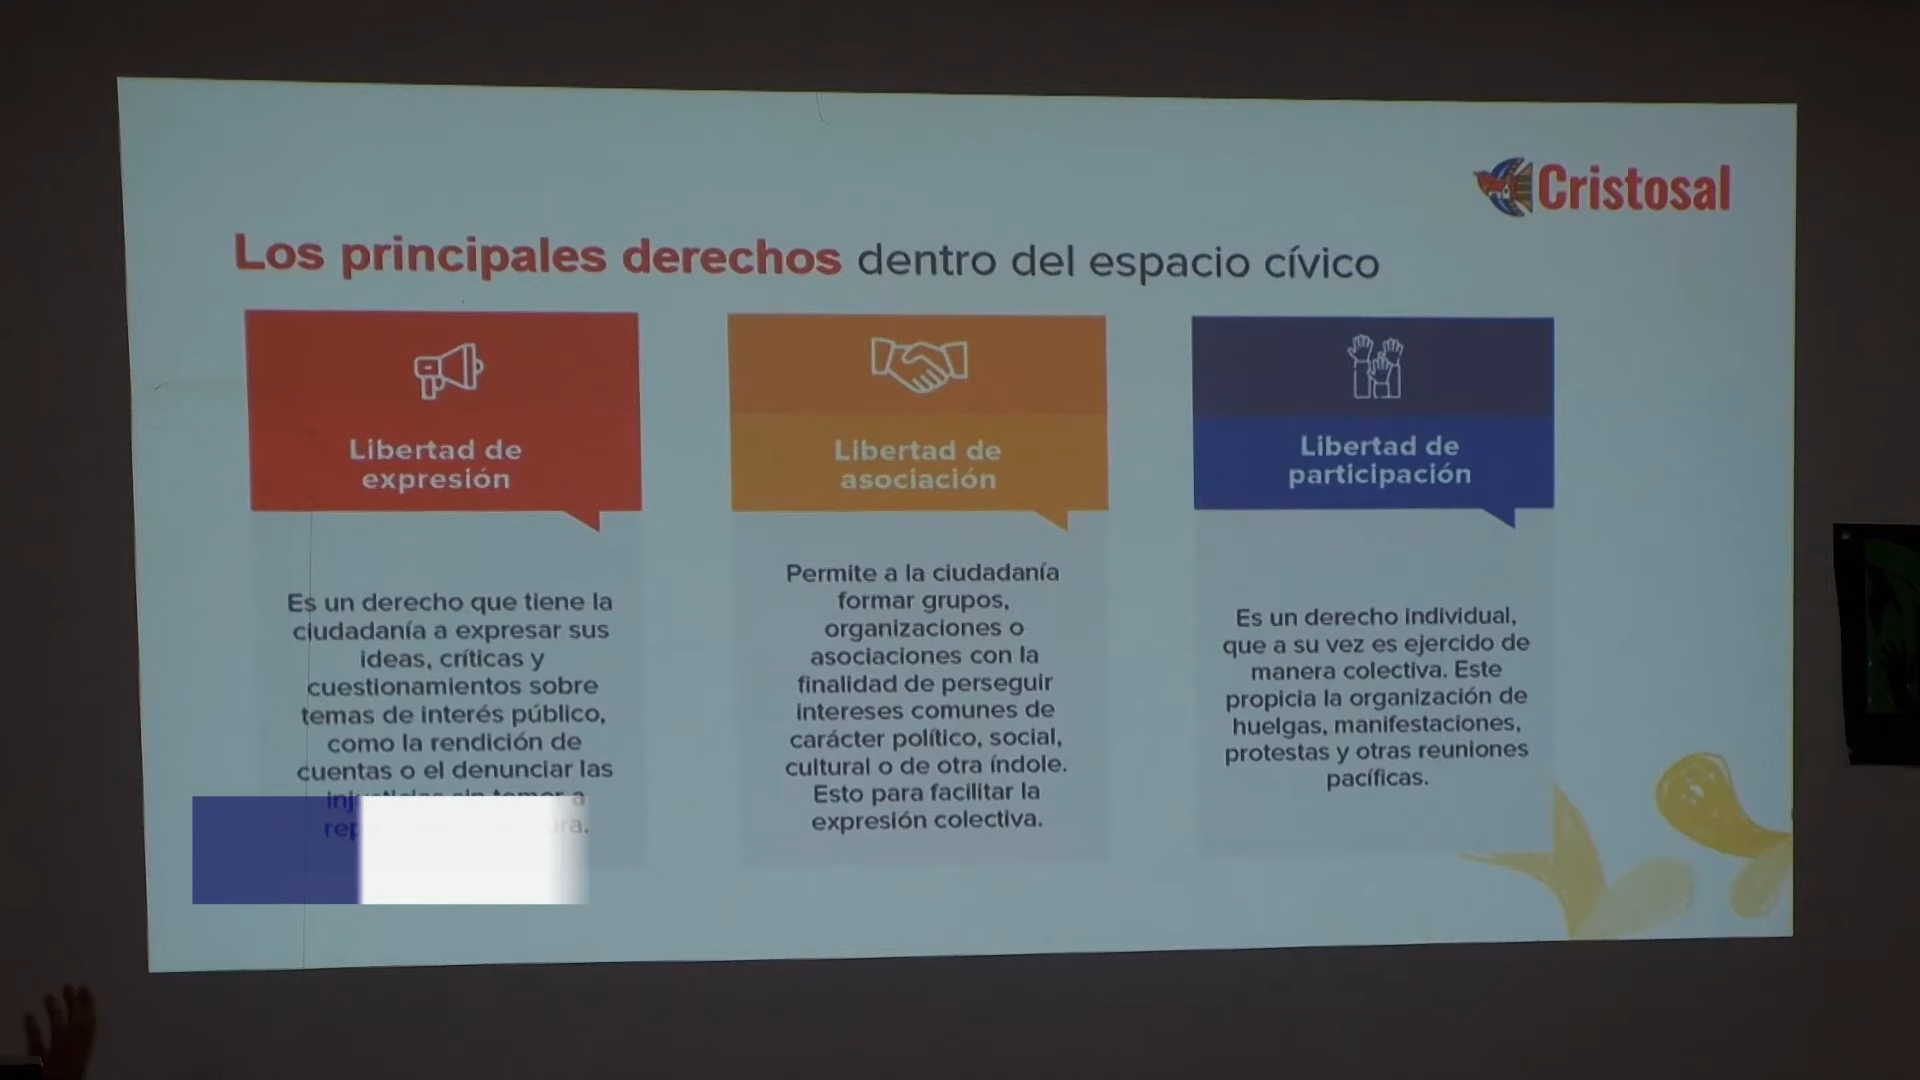 Cristosal
Los principales derechos dentro del espacio cívico
Libertad de
expresión
Es un derecho que tiene la
ciudadanía a expresar sus
ideas, críticas y
cuestionamientos sobre
temas de interés público,
como la rendición de
cuentas o el denunciar las
temor a
Libertad de
asociación
Permite a la ciudadanía
formar grupos,
organizaciones o
asociaciones con la
finalidad de perseguir
intereses comunes de
carácter político, social,
cultural o de otra índole.
Esto para facilitar la
expresión colectiva.
Libertad de
participación
Es un derecho individual,
que a su vez es ejercido de
manera colectiva. Este
propicia la organización de
huelgas, manifestaciones,
protestas y otras reuniones
pacíficas.